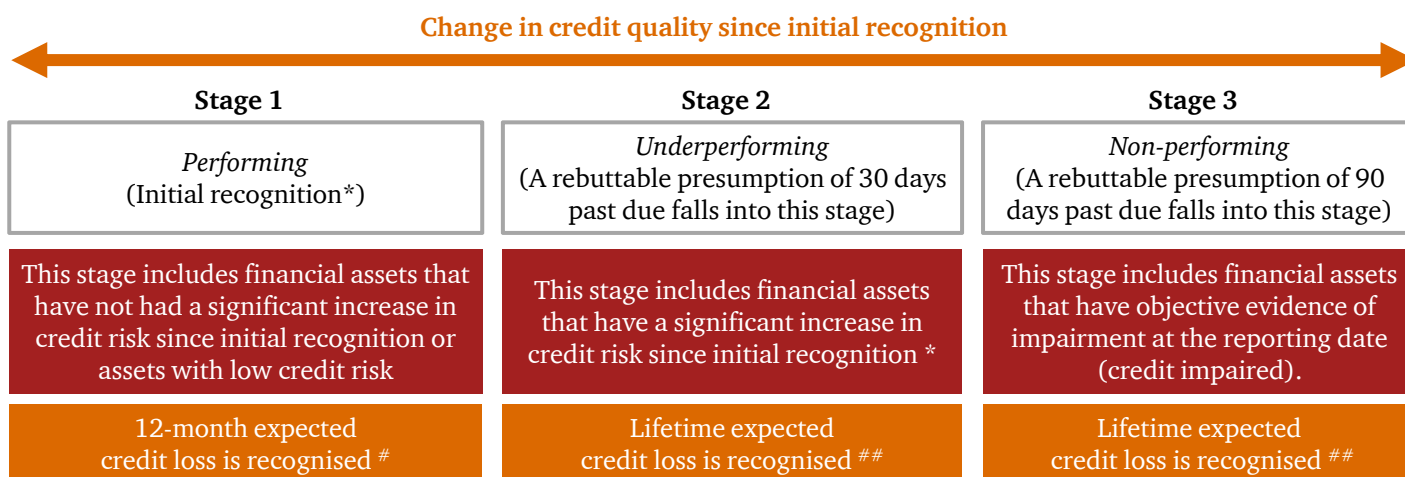 Change in credit quality since initial recognition
Stage 1
Performing
(Initial recognition*)
This stage includes financial assets that
have not had a significant increase in
credit risk since initial recognition or
assets with low credit risk
12-month expected
credit loss is recognised #
Stage 2
Underperforming
(A rebuttable presumption of 30 days
past due falls into this stage)
This stage includes financial assets
that have a significant increase in
credit risk since initial recognition *
Lifetime expected
credit loss is recognised ##
Stage 3
Non-performing
(A rebuttable presumption of 90
days past due falls into this stage)
This stage includes financial assets
that have objective evidence of
impairment at the reporting date
(credit impaired).
Lifetime expected
credit loss is recognised ##